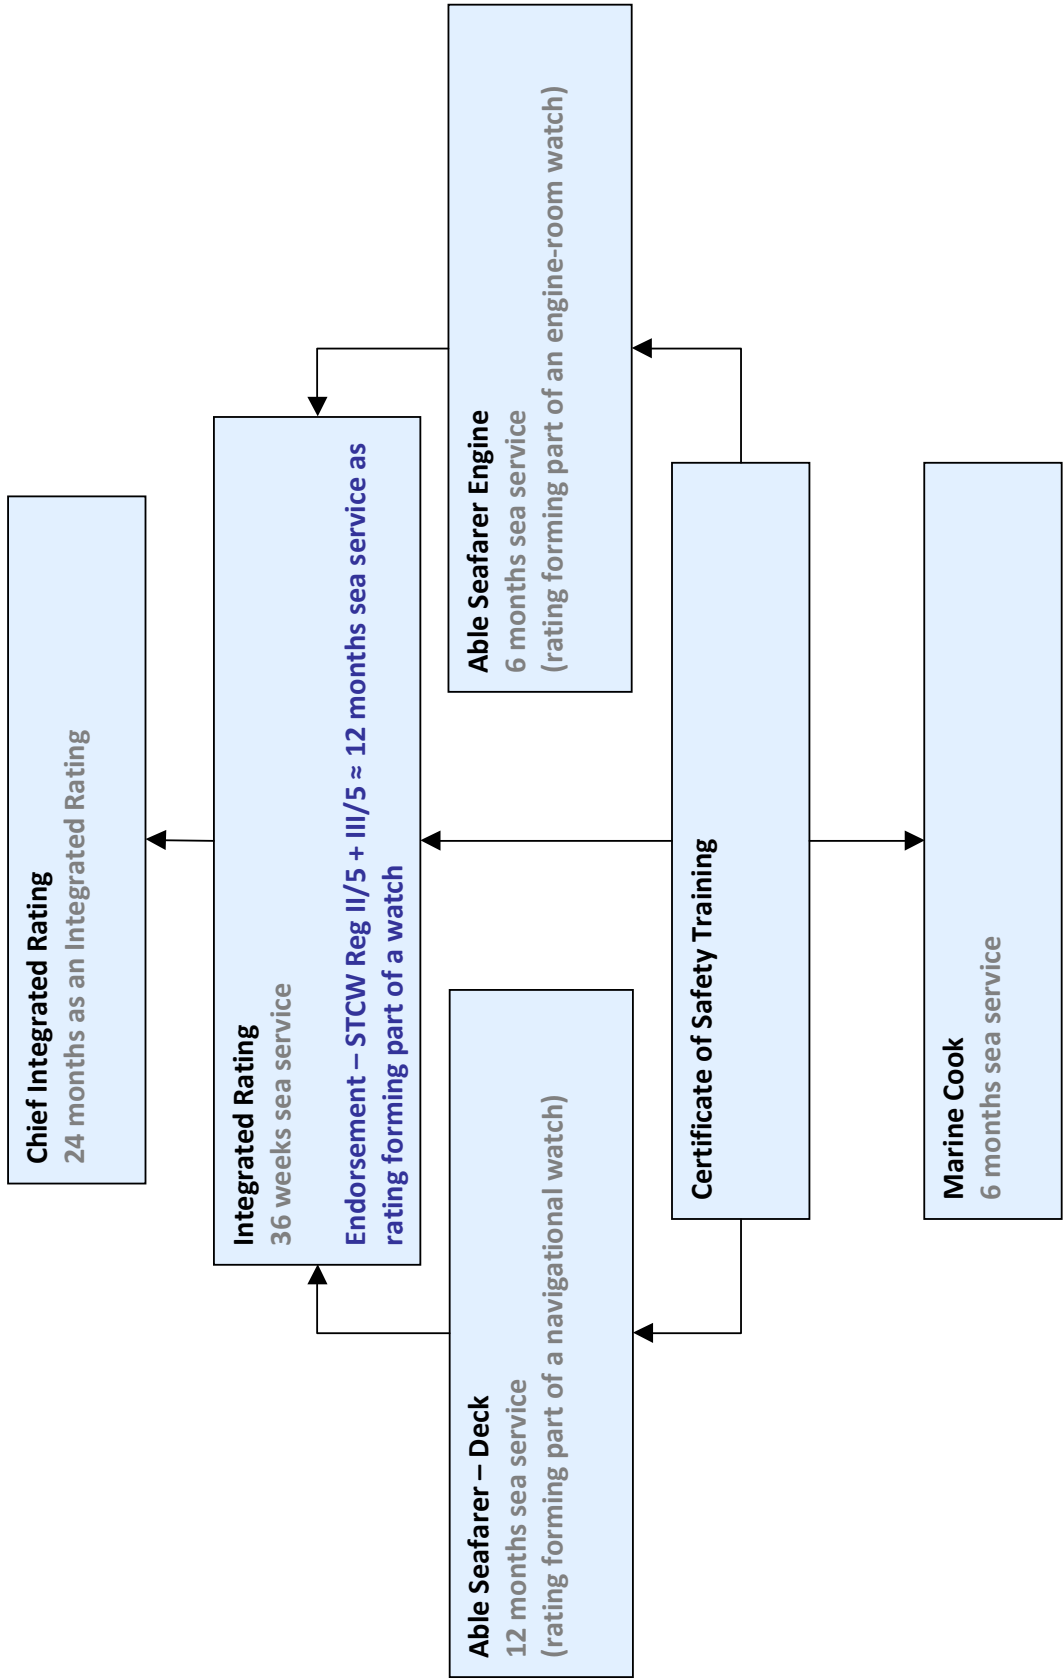 Chief Integrated Rating
24 months as an Integrated Rating
Integrated Rating
36 weeks sea service
Endorsement – STCW Reg II/5 + III/5 ≈ 12 months sea service as
rating forming part of a watch
Able Seafarer – Deck
12 months sea service
(rating forming part of a navigational watch)
Able Seafarer Engine
6 months sea service
(rating forming part of an engine-room watch)
Certificate of Safety Training
Marine Cook
6 months sea service